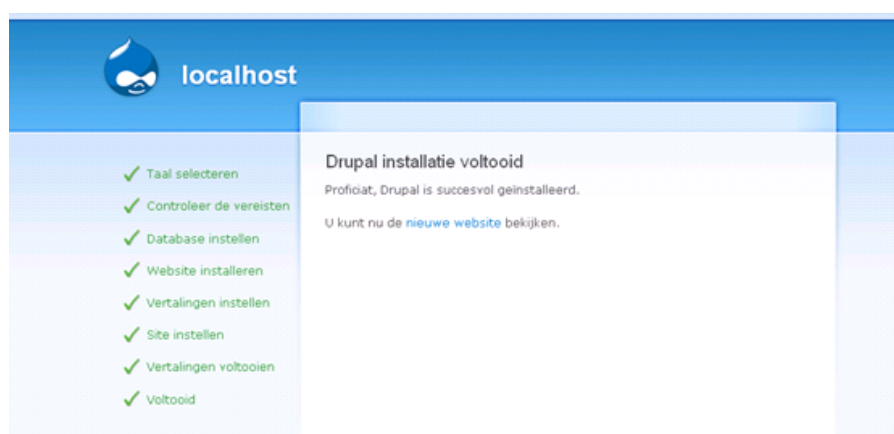 localhost
Taal selecteren
Controleer de vereisten
Database instellen
Website installeren
Vertalingen instellen
Site instellen
Vertalingen voltooien
Voltooid
Drupal installatie voltooid
Proficiat, Drupal is succesvol geinstalleerd.
U kunt nu de nieuwe website bekijken.